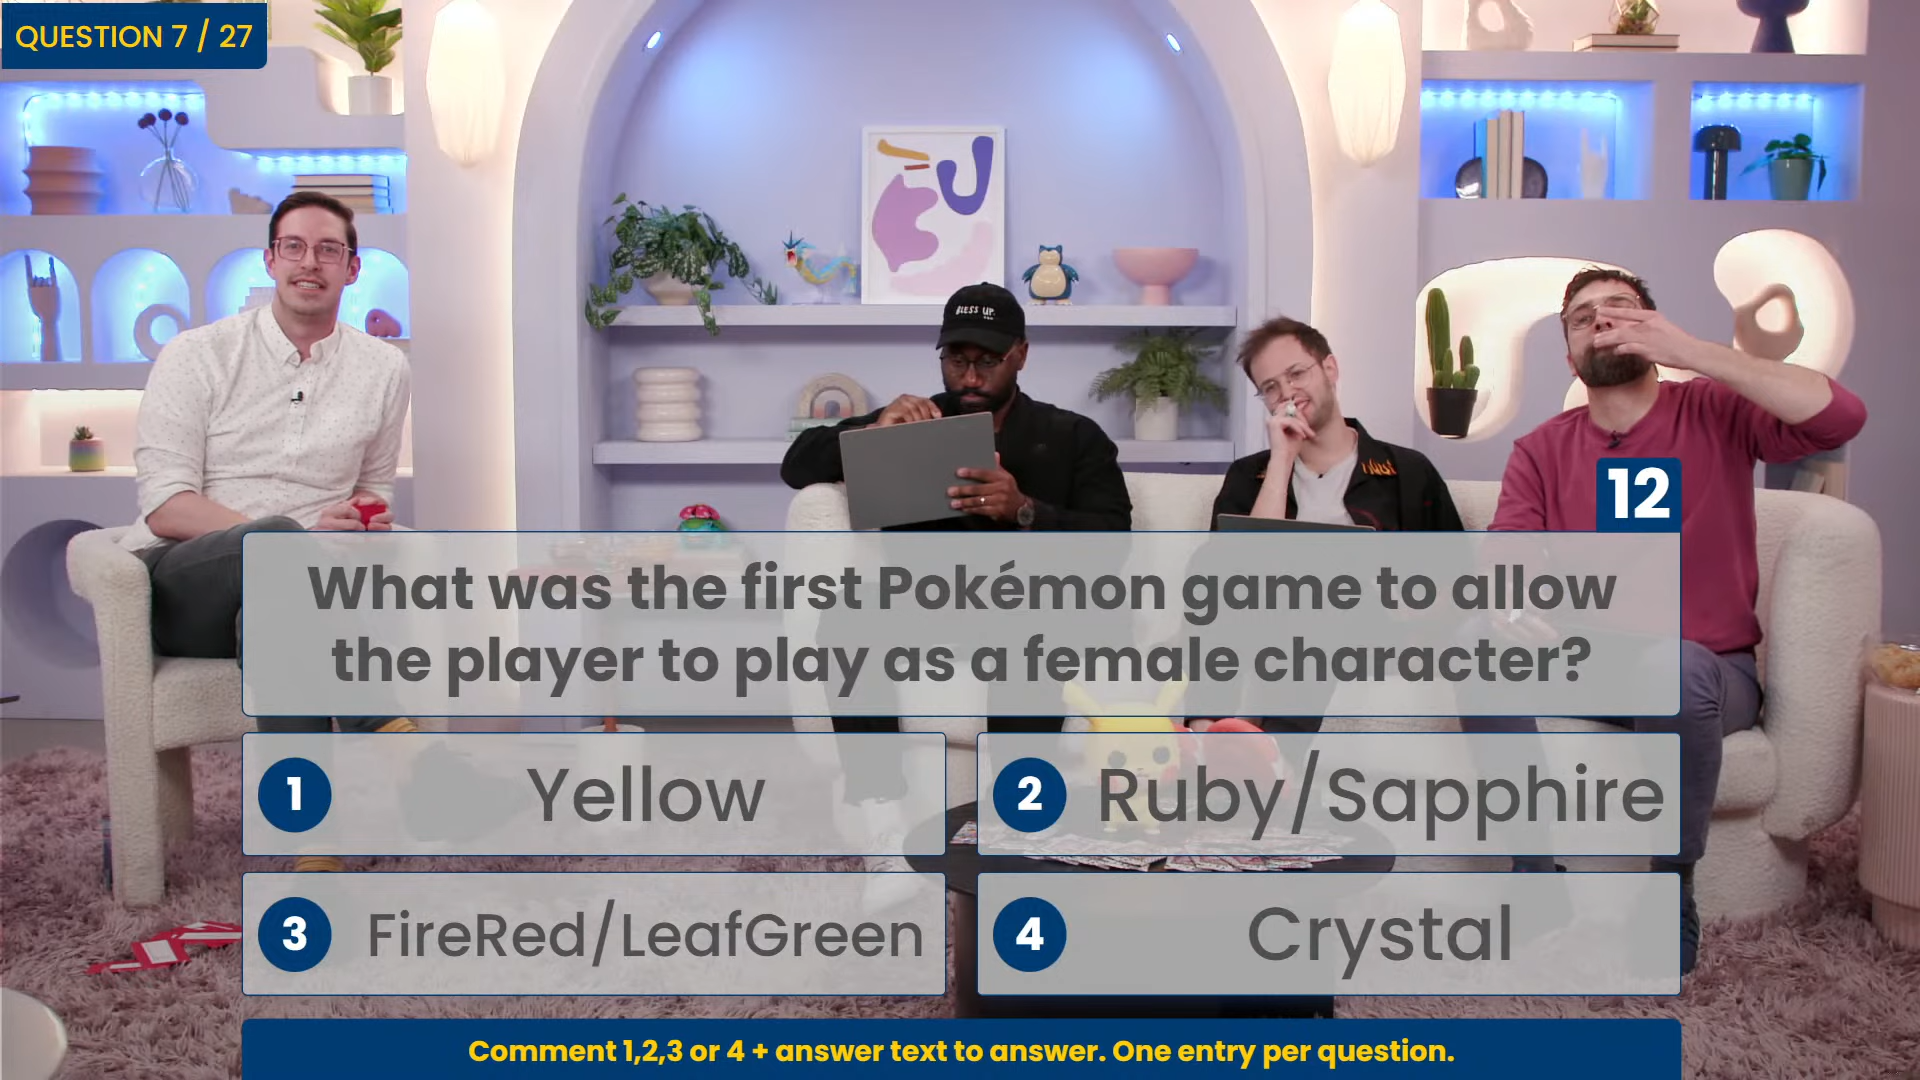 QUESTION 7 / 27
BLESS UP.
12
What was the first Pokémon game to allow
the player to play as a female character?
1 Yellow
2 Ruby/Sapphire
3 FireRed/LeafGreen
4 Crystal
Comment 1,2,3 or 4 + answer text to answer. One entry per question.